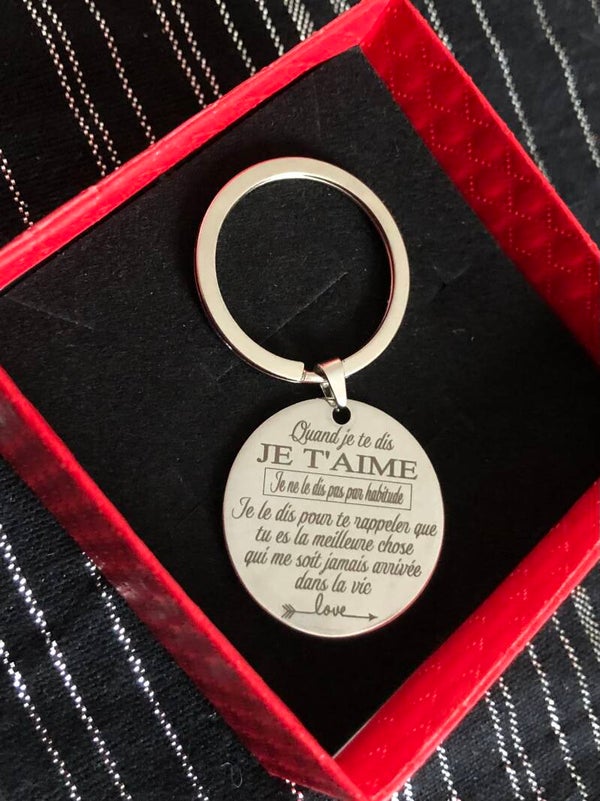 Quand je te dis
JE T'AIME
Je ne le dis pas par habitude
Je le dis pour te rappeler que
tu es la meilleure chose
qui me soit jamais arrivée
dans la vie
love